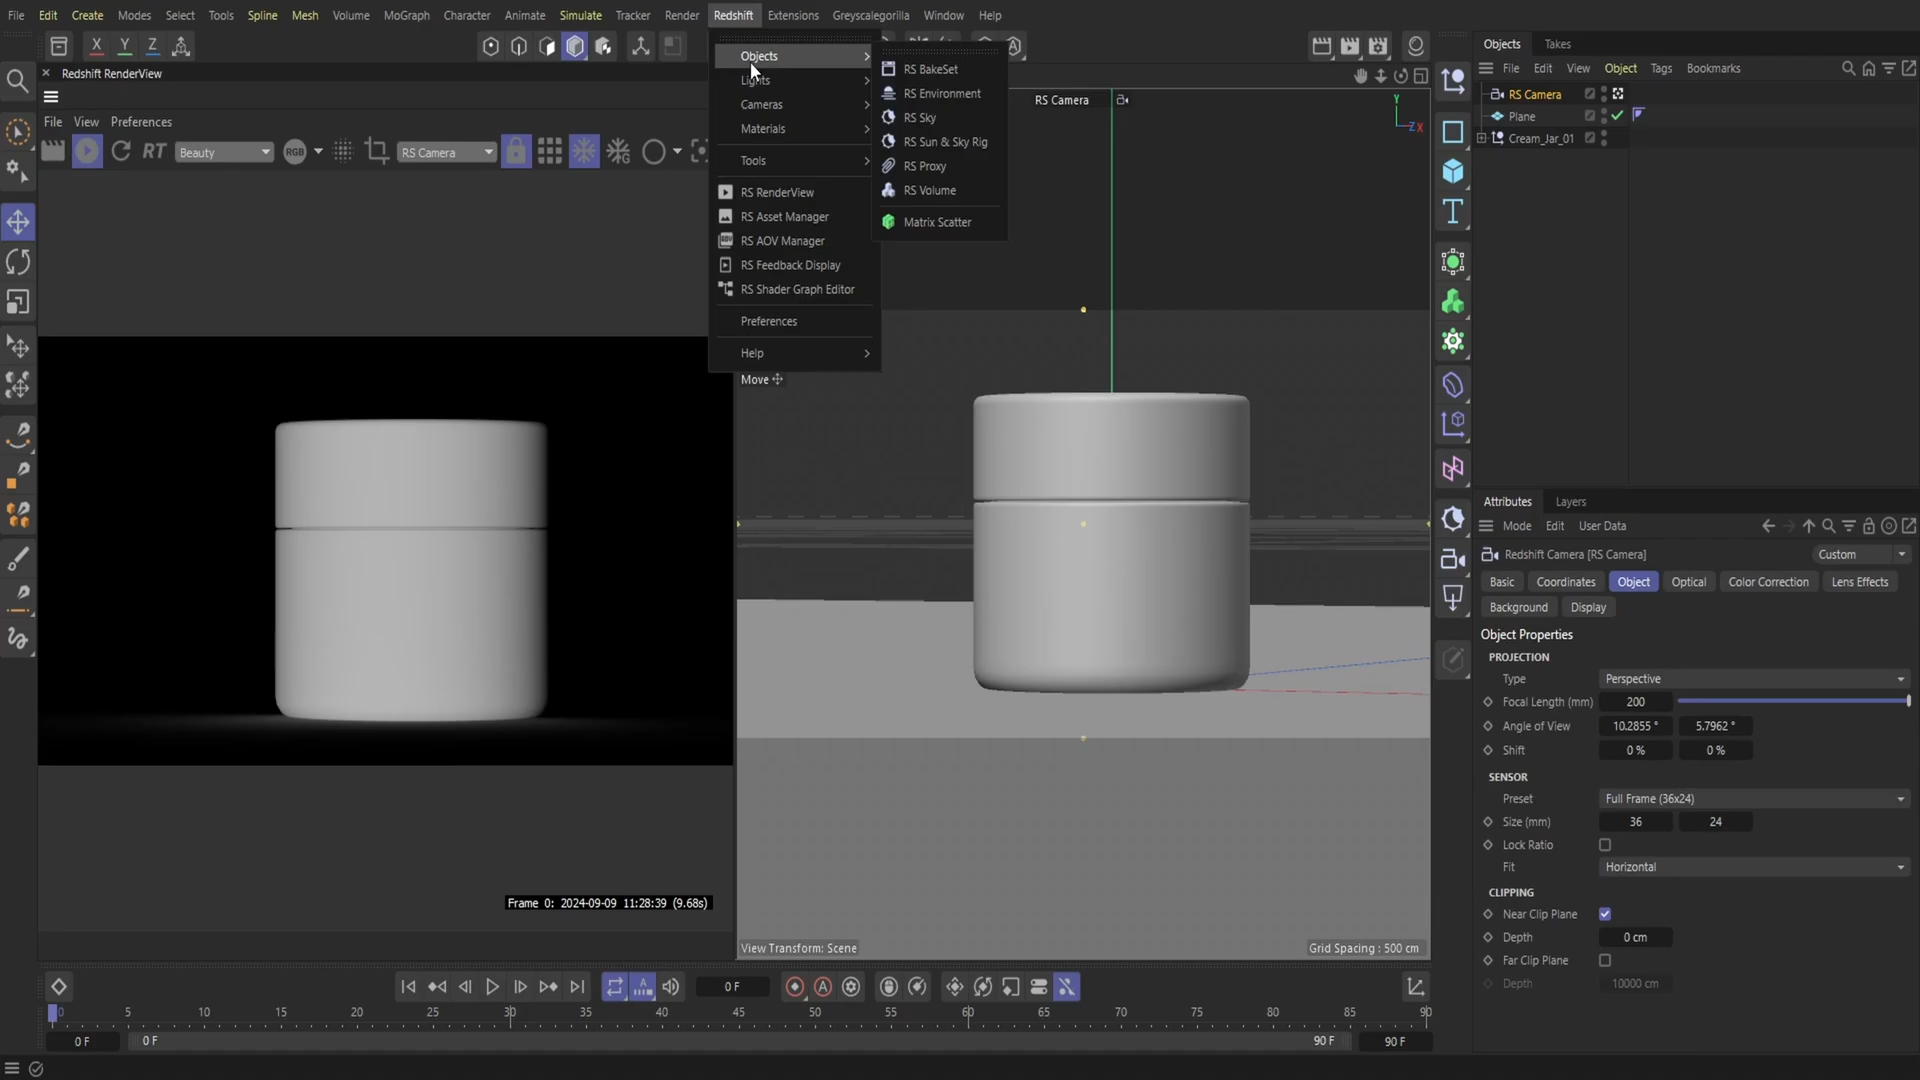 File Edit Create Modes Select Tools Spline Mesh Volume MoGraph Character Animate Simulate Tracker Render Redshift Extensions Greyscalegorilla Window Help
X Y Z
Redshift RenderView
File View Preferences
RT Beauty RGB RS Camera
Objects
Lights
Cameras
Materials
Tools
RS RenderView
RS Asset Manager
RS AOV Manager
RS Feedback Display
RS Shader Graph Editor
Preferences
Help
Move
RS BakeSet
RS Environment
RS Sky
RS Sun & Sky Rig
RS Proxy
RS Volume
Matrix Scatter
RS Camera
Y
Z X
Frame 0: 2024-09-09 11:28:39 (9.68s)
View Transform: Scene
Grid Spacing : 500 cm
Objects Takes
File Edit View Object Tags Bookmarks
RS Camera
Plane
Cream_Jar_01
Attributes Layers
Mode Edit User Data
Redshift Camera [RS Camera] Custom
Basic Coordinates Object Optical Color Correction Lens Effects
Background Display
Object Properties
PROJECTION
Type Perspective
Focal Length (mm) 200
Angle of View 10.2855 ° 5.7962 °
Shift 0 % 0 %
SENSOR
Preset Full Frame (36x24)
Size (mm) 36 24
Lock Ratio
Fit Horizontal
CLIPPING
Near Clip Plane
Depth 0 cm
Far Clip Plane
Depth 10000 cm
0 F
0 5 10 15 20 25 30 35 40 45 50 55 60 65 70 75 80 85 90
0 F 0 F 90 F 90 F